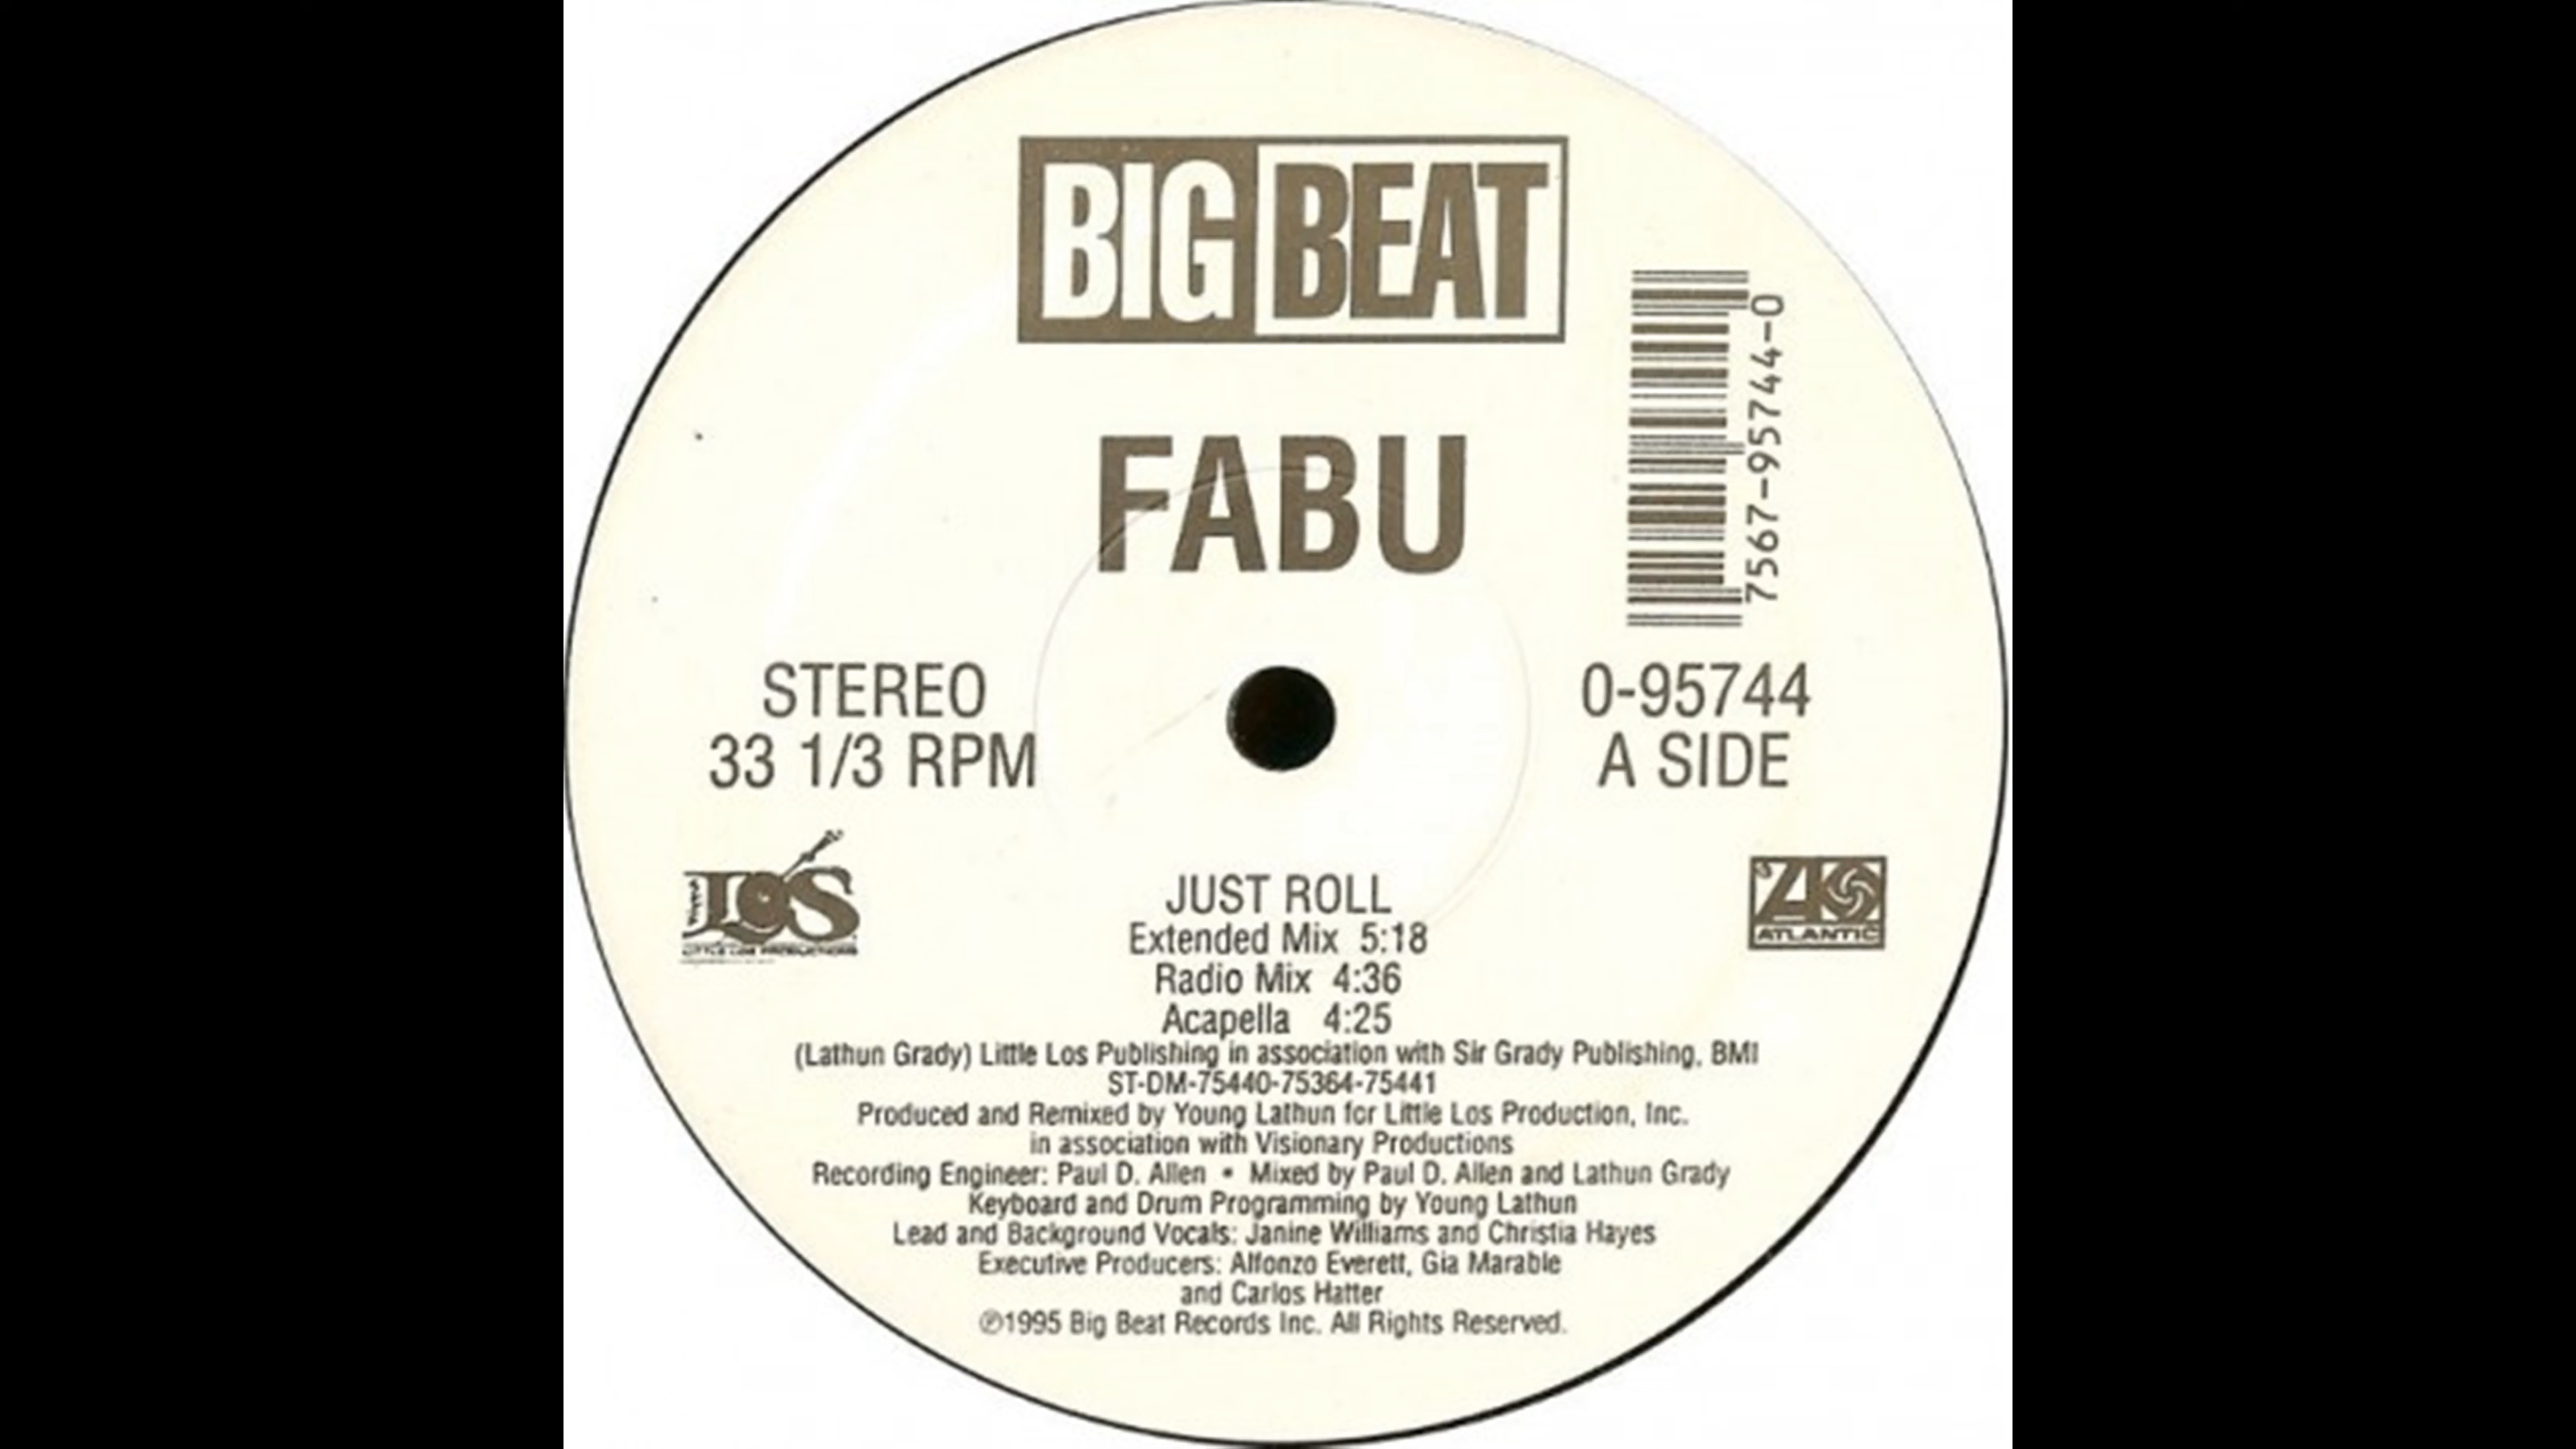 BIG BEAT
FABU
7567-95744-0
STEREO
33 1/3 RPM
0-95744
A SIDE
LOS
LITTLE LOS PRODUCTIONS
ATLANTIC
JUST ROLL
Extended Mix 5:18
Radio Mix 4:36
Acapella 4:25
(Lathun Grady) Little Los Publishing in association with Sir Grady Publishing, BMI
ST-DM-75440-75364-75441
Produced and Remixed by Young Lathun for Little Los Production, Inc.
in association with Visionary Productions
Recording Engineer: Paul D. Allen • Mixed by Paul D. Allen and Lathun Grady
Keyboard and Drum Programming by Young Lathun
Lead and Background Vocals: Janine Williams and Christia Hayes
Executive Producers: Alfonzo Everett, Gia Marable
and Carlos Hatter
℗1995 Big Beat Records Inc. All Rights Reserved.